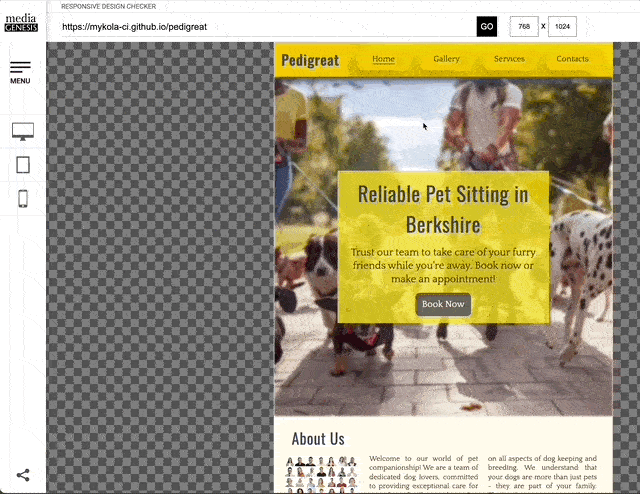 RESPONSIVE DESIGN CHECKER
media
GENESIS
https://mykola-ci.github.io/pedigreat
GO
768
X
1024
MENU
Pedigreat
Home
Gallery
Services
Contacts
Reliable Pet Sitting in
Berkshire
Trust our team to take care of your furry
friends while you're away. Book now or
make an appointment!
Book Now
About Us
Welcome to our world of pet
companionship! We are a team of
dedicated dog lovers, committed
to providing exceptional care for
on all aspects of dog keeping and
breeding. We understand that
your dogs are more than just pets
- they are part of your family.